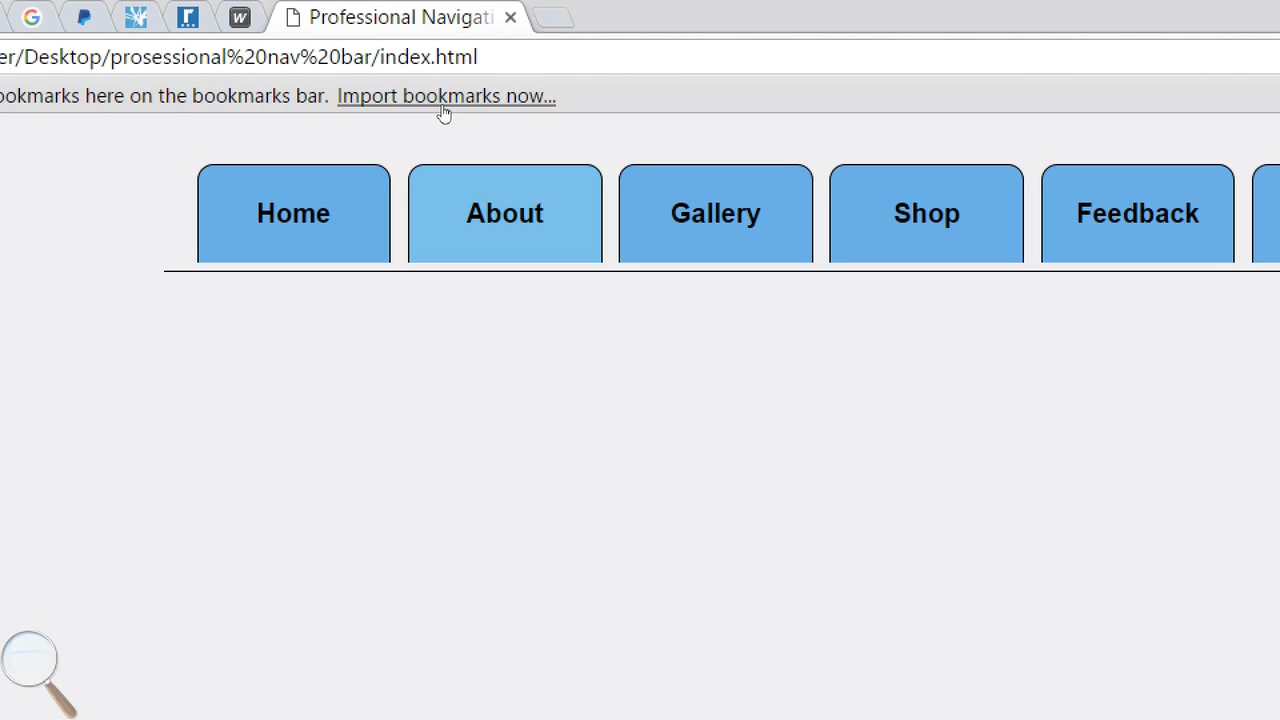 Professional Navigati
er/Desktop/prosessional%20nav%20bar/index.html
ookmarks here on the bookmarks bar. Import bookmarks now...
Home About Gallery Shop Feedback